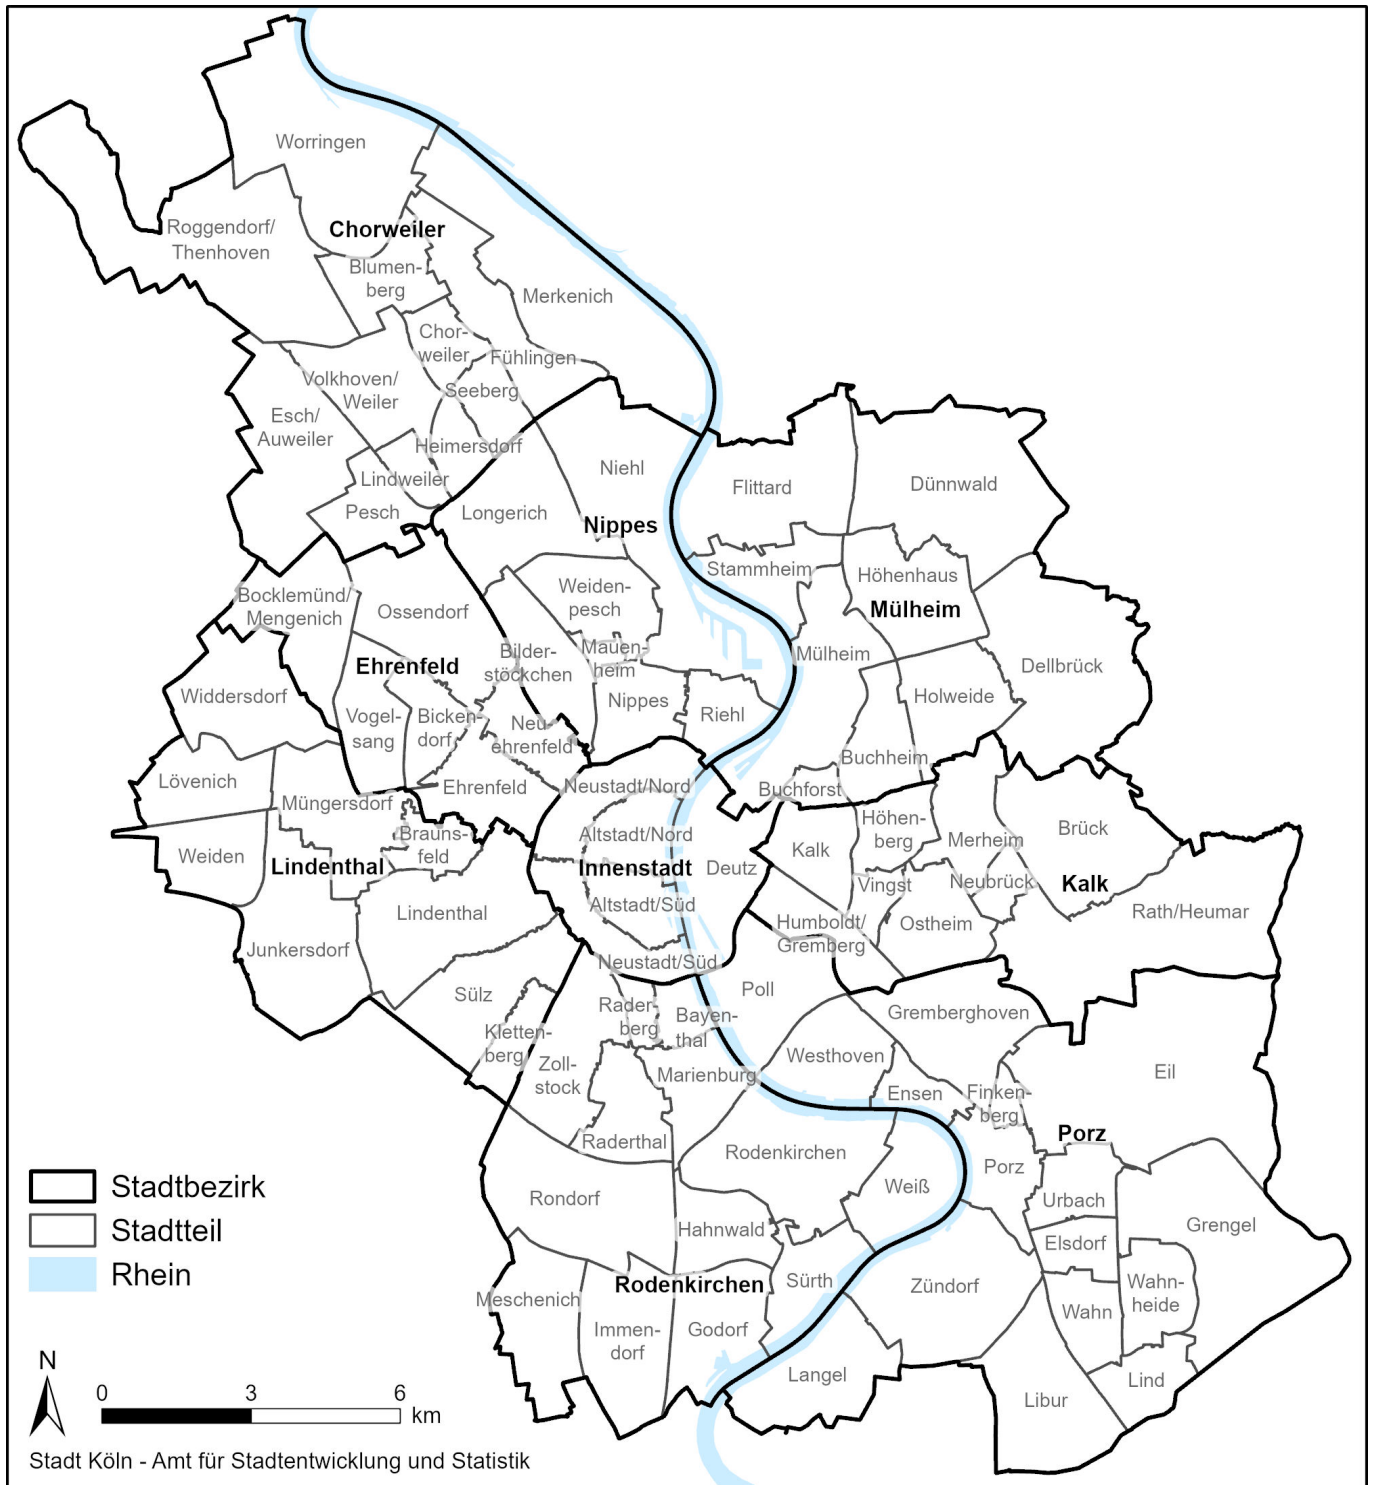 Worringen
Roggendorf/
Thenhoven
Chorweiler
Blumen-
berg
Merkenich
Chor-
weiler
Fühlingen
Volkhoven/
Weiler
Seeberg
Esch/
Auweiler
Heimersdorf
Lindweiler
Pesch
Longerich
Niehl
Nippes
Flittard
Dünnwald
Stammheim
Höhenhaus
Mülheim
Weiden-
pesch
Bocklemünd/
Mengenich
Ossendorf
Ehrenfeld
Bilder-
stöckchen
Mauen-
heim
Mülheim
Dellbrück
Widdersdorf
Vogel-
sang
Bicken-
dorf
Neu-
ehrenfeld
Nippes
Riehl
Holweide
Buchheim
Lövenich
Müngersdorf
Ehrenfeld
Neustadt/Nord
Buchforst
Weiden
Lindenthal
Brauns-
feld
Altstadt/Nord
Innenstadt
Deutz
Kalk
Höhen-
berg
Merheim
Brück
Vingst
Neubrück
Kalk
Rath/Heumar
Lindenthal
Altstadt/Süd
Humboldt/
Gremberg
Ostheim
Junkersdorf
Neustadt/Süd
Sülz
Kletten-
berg
Zoll-
stock
Rader-
berg
Bayen-
thal
Poll
Gremberghoven
Westhoven
Marienburg
Ensen
Finken-
berg
Eil
Porz
Raderthal
Rodenkirchen
Porz
Weiß
Urbach
Rondorf
Hahnwald
Elsdorf
Grengel
Rodenkirchen
Sürth
Zündorf
Wahn
Wahn-
heide
Meschenich
Immen-
dorf
Godorf
Langel
Libur
Lind
Stadtbezirk
Stadtteil
Rhein
N
0 3 6
km
Stadt Köln - Amt für Stadtentwicklung und Statistik